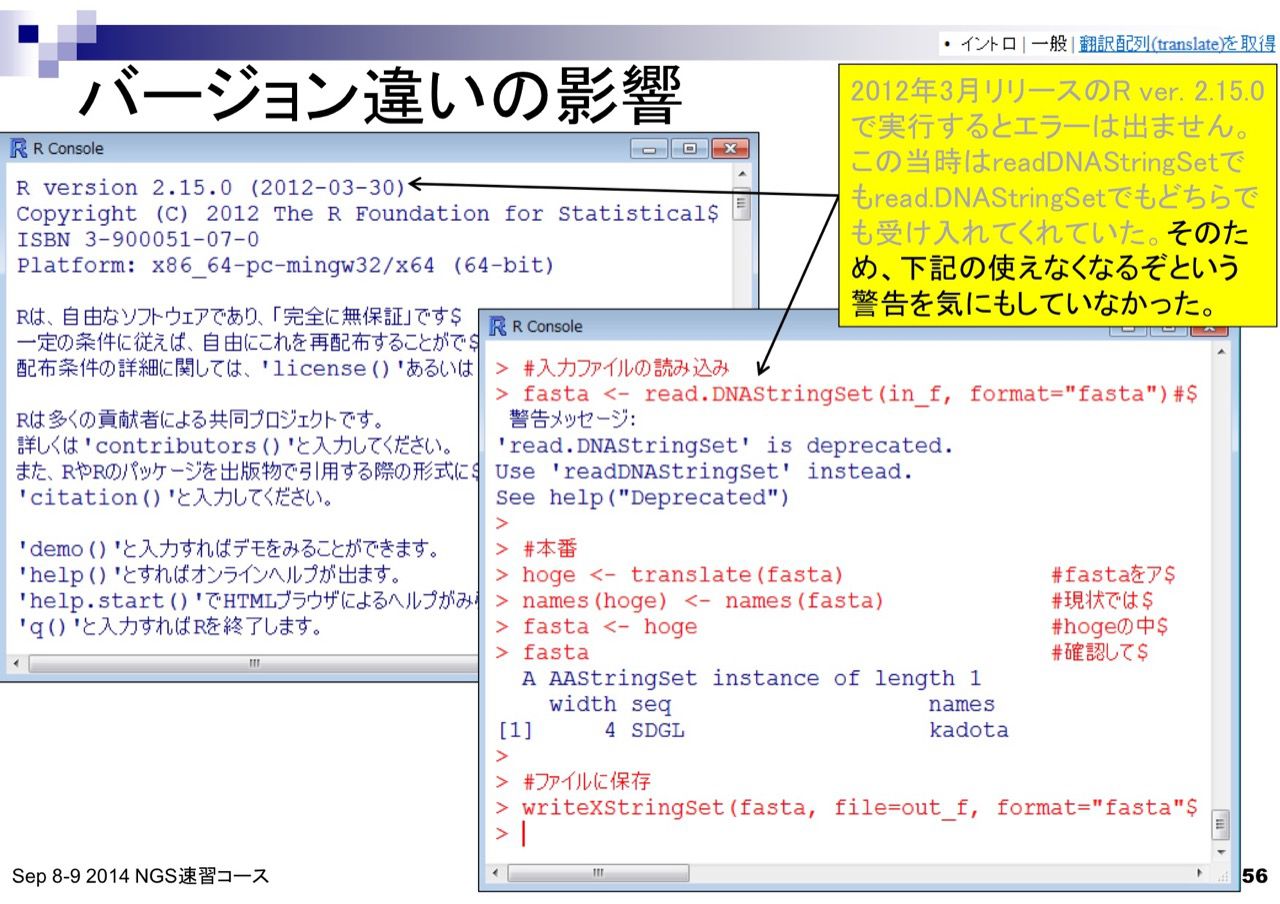 • イントロ | 一般 | 翻訳配列(translate)を取得
バージョン違いの影響
2012年3月リリースのR ver. 2.15.0
で実行するとエラーは出ません。
この当時はreadDNAStringSetで
もread.DNAStringSetでもどちらで
も受け入れてくれていた。そのた
め、下記の使えなくなるぞという
警告を気にもしていなかった。
R Console
R version 2.15.0 (2012-03-30)
Copyright (C) 2012 The R Foundation for Statistical$
ISBN 3-900051-07-0
Platform: x86_64-pc-mingw32/x64 (64-bit)
Rは、自由なソフトウェアであり、「完全に無保証」です$
一定の条件に従えば、自由にこれを再配布することがで$
配布条件の詳細に関しては、'license()'あるいは
Rは多くの貢献者による共同プロジェクトです。
詳しくは'contributors()'と入力してください。
また、RやRのパッケージを出版物で引用する際の形式に$
'citation()'と入力してください。
'demo()'と入力すればデモをみることができます。
'help()'とすればオンラインヘルプが出ます。
'help.start()'でHTMLブラウザによるヘルプがみ
'q()'と入力すればRを終了します。
R Console
> #入力ファイルの読み込み
> fasta <- read.DNAStringSet(in_f, format="fasta")#$
警告メッセージ:
'read.DNAStringSet' is deprecated.
Use 'readDNAStringSet' instead.
See help("Deprecated")
>
> #本番
> hoge <- translate(fasta) #fastaをア$
> names(hoge) <- names(fasta) #現状では$
> fasta <- hoge #hogeの中$
> fasta #確認して$
A AAStringSet instance of length 1
width seq names
[1] 4 SDGL kadota
>
> #ファイルに保存
> writeXStringSet(fasta, file=out_f, format="fasta"$
>
Sep 8-9 2014 NGS速習コース
56